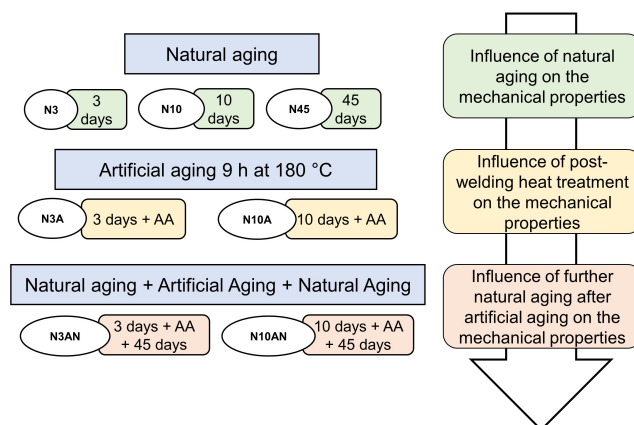 Natural aging
N3
3
days
N10
10
days
N45
45
days
Artificial aging 9 h at 180 °C
N3A
3 days + AA
N10A
10 days + AA
Natural aging + Artificial Aging + Natural Aging
N3AN
3 days + AA
+ 45 days
N10AN
10 days + AA
+ 45 days
Influence of natural
aging on the
mechanical properties
Influence of post-
welding heat treatment
on the mechanical
properties
Influence of further
natural aging after
artificial aging on the
mechanical properties